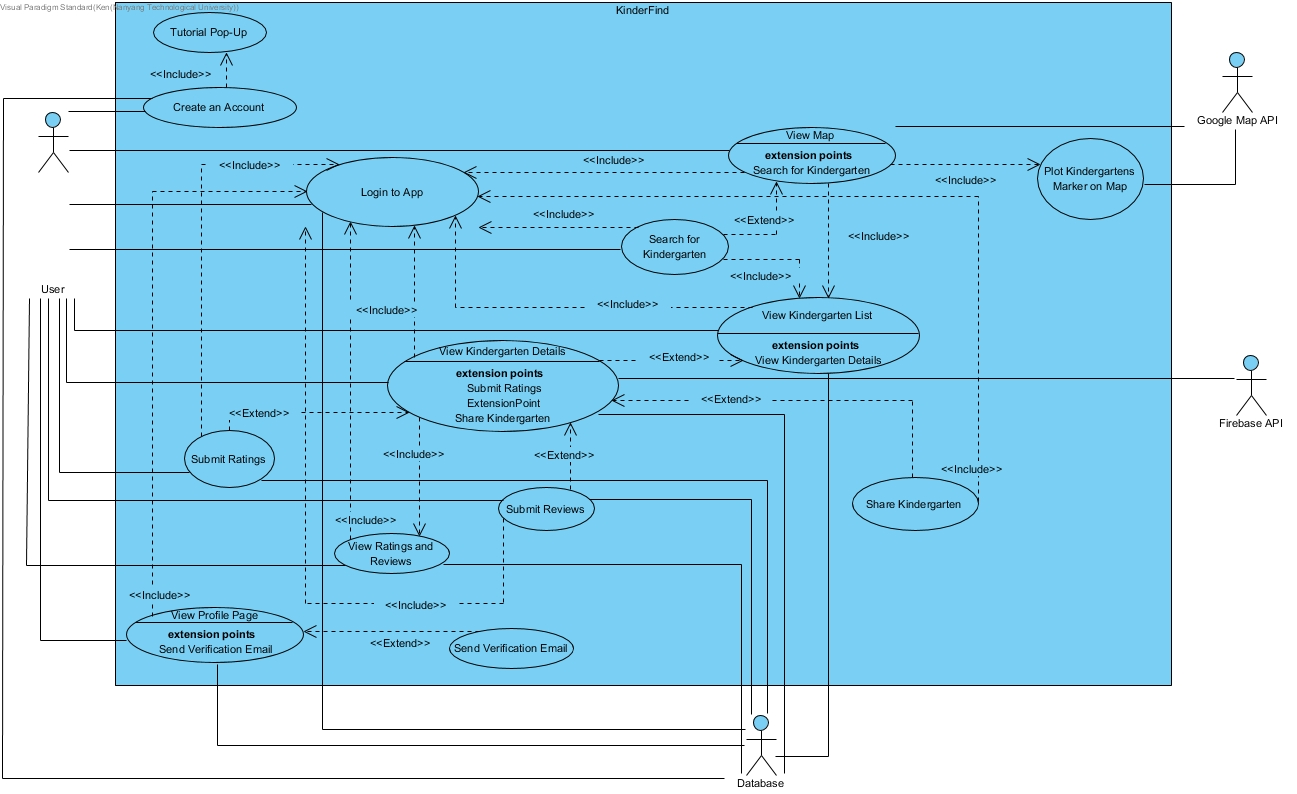 Visual Paradigm Standard(Ken(Nanyang Technological University))
KinderFind
Tutorial Pop-Up
<<Include>>
Create an Account
Google Map API
View Map
extension points
Search for Kindergarten
<<Include>>
<<Include>>
Plot Kindergartens
Marker on Map
<<Include>>
Login to App
<<Include>>
<<Extend>>
<<Include>>
Search for
Kindergarten
<<Include>>
User
<<Include>>
<<Include>>
View Kindergarten List
extension points
View Kindergarten Details
View Kindergarten Details
extension points
Submit Ratings
ExtensionPoint
Share Kindergarten
<<Extend>>
<<Extend>>
Firebase API
<<Extend>>
<<Include>>
<<Extend>>
Submit Ratings
<<Include>>
Share Kindergarten
Submit Reviews
<<Include>>
View Ratings and
Reviews
<<Include>>
<<Include>>
View Profile Page
extension points
Send Verification Email
<<Extend>>
Send Verification Email
Database